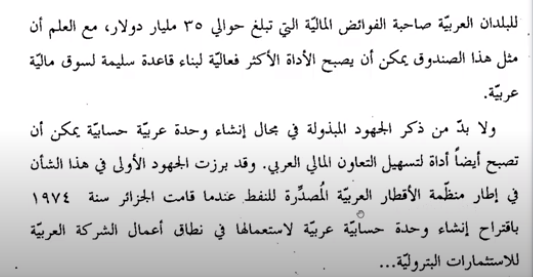 للبلدان العربيّة صاحبة الفوائض الماليّة التي تبلغ حوالي ٣٥ مليار دولار، مع العلم أن
مثل هذا الصندوق يمكن أن يصبح الأداة الأكثر فعاليّة لبناء قاعدة سليمة لسوق ماليّة
عربيّة.
ولا بدّ من ذكر الجهود المبذولة في مجال إنشاء وحدة عربيّة حسابيّة يمكن أن
تصبح أيضاً أداة لتسهيل التعاون المالي العربي. وقد برزت الجهود الأولى في هذا الشأن
في إطار منظّمة الأقطار العربيّة المُصدِّرة للنفط عندما قامت الجزائر سنة ١٩٧٤
باقتراح إنشاء وحدة حسابيّة عربيّة لاستعمالها في نطاق أعمال الشركة العربيّة
للاستثمارات البتروليّة...